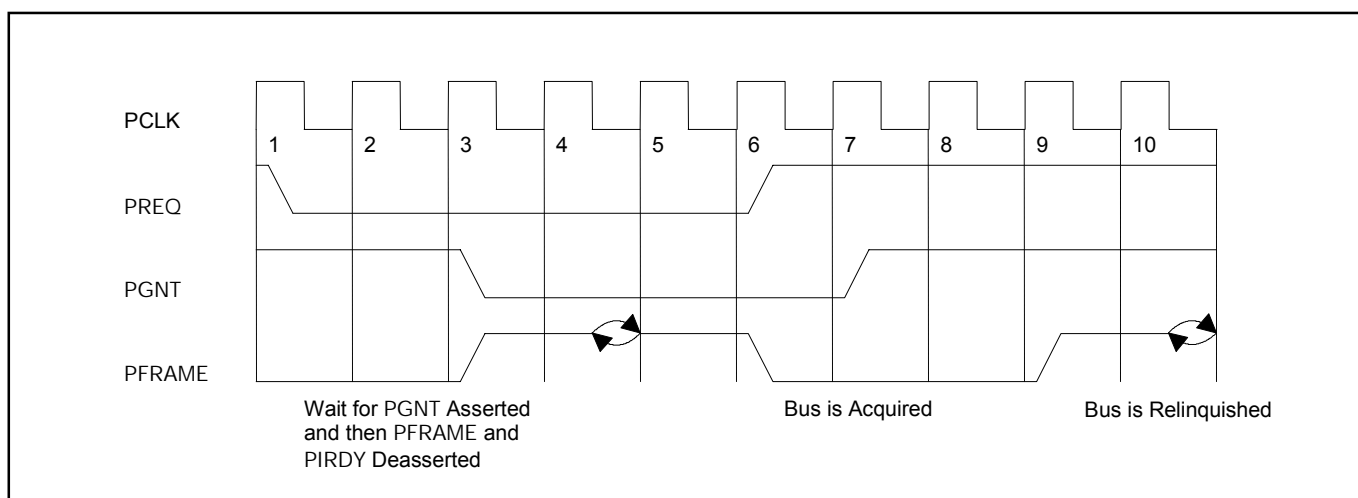 PCLK
1 2 3 4 5 6 7 8 9 10
PREQ
PGNT
PFRAME
Wait for PGNT Asserted
and then PFRAME and
PIRDY Deasserted
Bus is Acquired
Bus is Relinquished